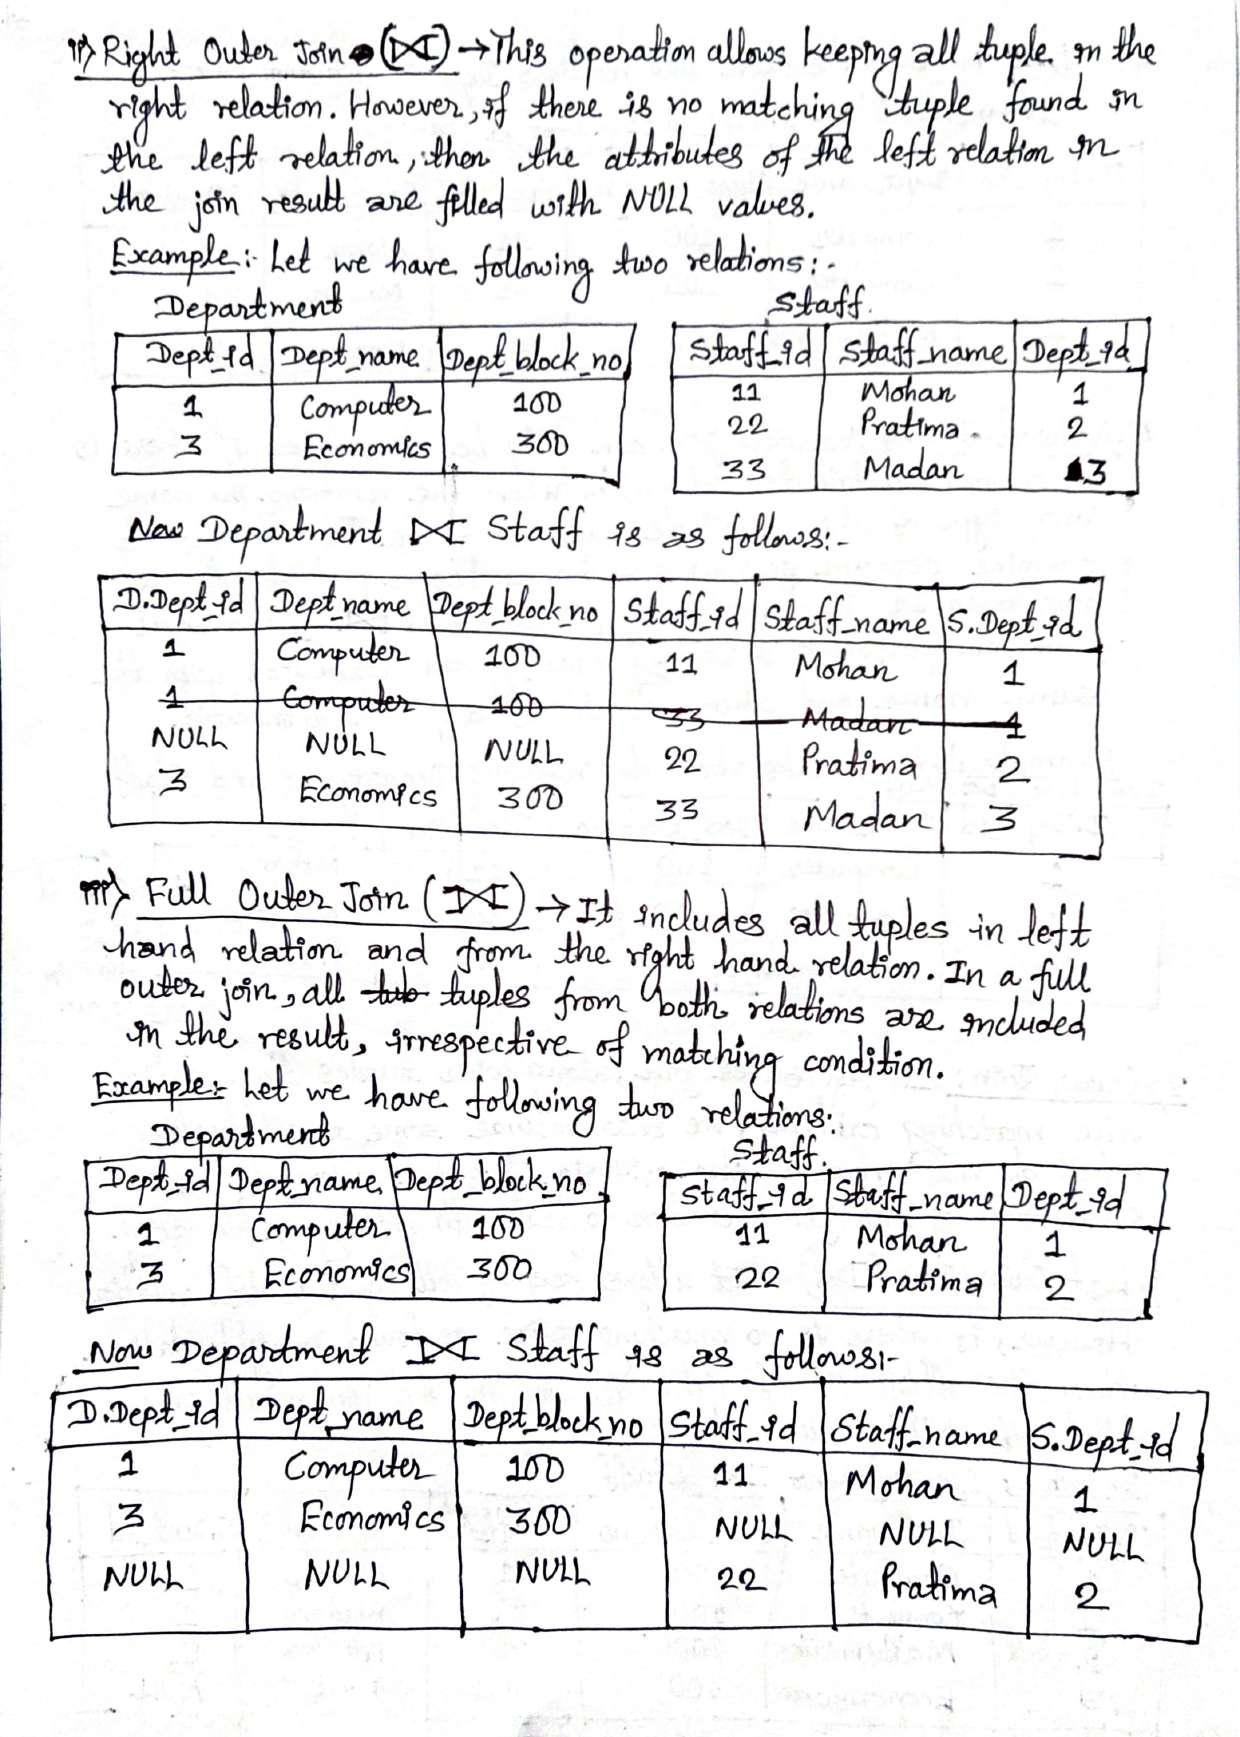 ii) Right Outer Join (⟖) → This operation allows keeping all tuple in the
right relation. However, if there is no matching tuple found in
the left relation, then the attributes of the left relation in
the join result are filled with NULL values.
Example:- Let we have following two relations:-
Department Staff.
Dept_id Dept_name Dept_block_no Staff_id Staff_name Dept_id
1 Computer 100 11 Mohan 1
3 Economics 300 22 Pratima 2
33 Madan 3
Now Department ⟖ Staff is as follows:-
D.Dept_id Dept_name Dept_block_no Staff_id Staff_name S.Dept_id
1 Computer 100 11 Mohan 1
1 Computer 100 33 Madan 1
NULL NULL NULL 22 Pratima 2
3 Economics 300 33 Madan 3
iii) Full Outer Join (⟗) → It includes all tuples in left
hand relation and from the right hand relation. In a full
outer join, all tub tuples from both relations are included
in the result, irrespective of matching condition.
Example:- Let we have following two relations:
Department Staff.
Dept_id Dept_name Dept_block_no Staff_id Staff_name Dept_id
1 Computer 100 11 Mohan 1
3 Economics 300 22 Pratima 2
Now Department ⟗ Staff is as follows:-
D.Dept_id Dept_name Dept_block_no Staff_id Staff_name S.Dept_id
1 Computer 100 11 Mohan 1
3 Economics 300 NULL NULL NULL
NULL NULL NULL 22 Pratima 2